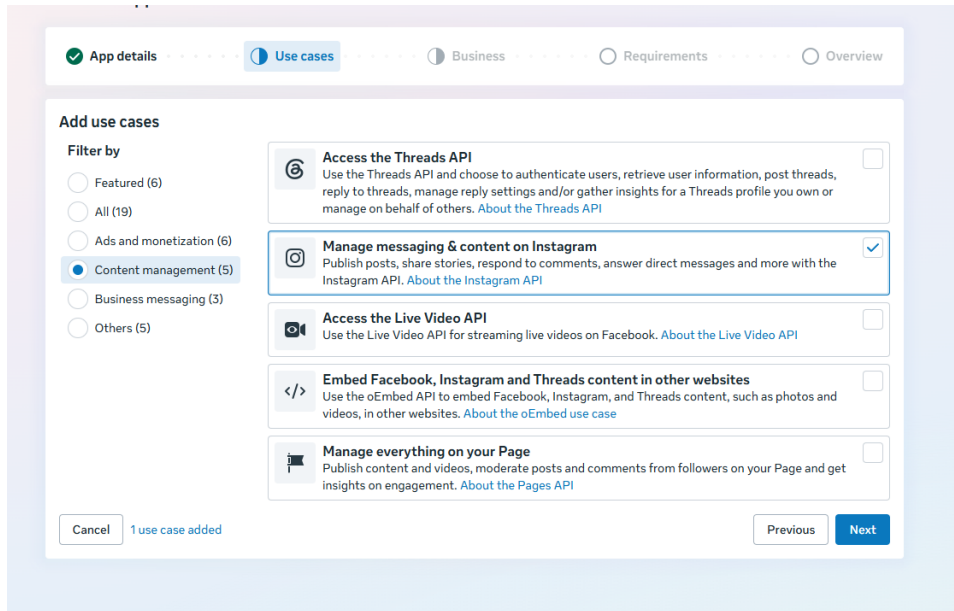 App details
Use cases
Business
Requirements
Overview
Add use cases
Filter by
Featured (6)
All (19)
Ads and monetization (6)
Content management (5)
Business messaging (3)
Others (5)
Access the Threads API
Use the Threads API and choose to authenticate users, retrieve user information, post threads,
reply to threads, manage reply settings and/or gather insights for a Threads profile you own or
manage on behalf of others. About the Threads API
Manage messaging & content on Instagram
Publish posts, share stories, respond to comments, answer direct messages and more with the
Instagram API. About the Instagram API
Access the Live Video API
Use the Live Video API for streaming live videos on Facebook. About the Live Video API
Embed Facebook, Instagram and Threads content in other websites
Use the oEmbed API to embed Facebook, Instagram, and Threads content, such as photos and
videos, in other websites. About the oEmbed use case
Manage everything on your Page
Publish content and videos, moderate posts and comments from followers on your Page and get
insights on engagement. About the Pages API
Cancel
1 use case added
Previous
Next